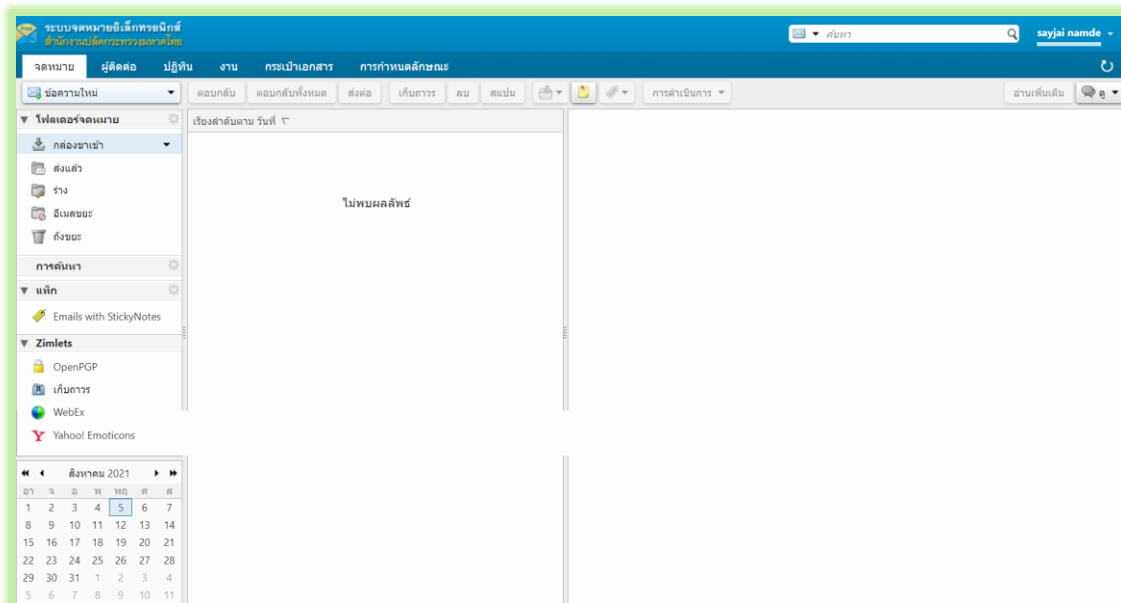 ระบบจดหมายอิเล็กทรอนิกส์
สำนักงานปลัดกระทรวงมหาดไทย
ค้นหา
sayjai namde
จดหมาย ผู้ติดต่อ ปฏิทิน งาน กระเป๋าเอกสาร การกำหนดลักษณะ
ข้อความใหม่ ตอบกลับ ตอบกลับทั้งหมด ส่งต่อ เก็บถาวร ลบ สแปม การดำเนินการ อ่านเพิ่มเติม ดู
โฟลเดอร์จดหมาย
เรียงลำดับตาม วันที่
กล่องขาเข้า
ส่งแล้ว
ร่าง
อีเมลขยะ
ถังขยะ
การค้นหา
แท็ก
Emails with StickyNotes
Zimlets
OpenPGP
เก็บถาวร
WebEx
Yahoo! Emoticons
ไม่พบผลลัพธ์
สิงหาคม 2021
อา จ อ พ พฤ ศ ส
1 2 3 4 5 6 7
8 9 10 11 12 13 14
15 16 17 18 19 20 21
22 23 24 25 26 27 28
29 30 31 1 2 3 4
5 6 7 8 9 10 11